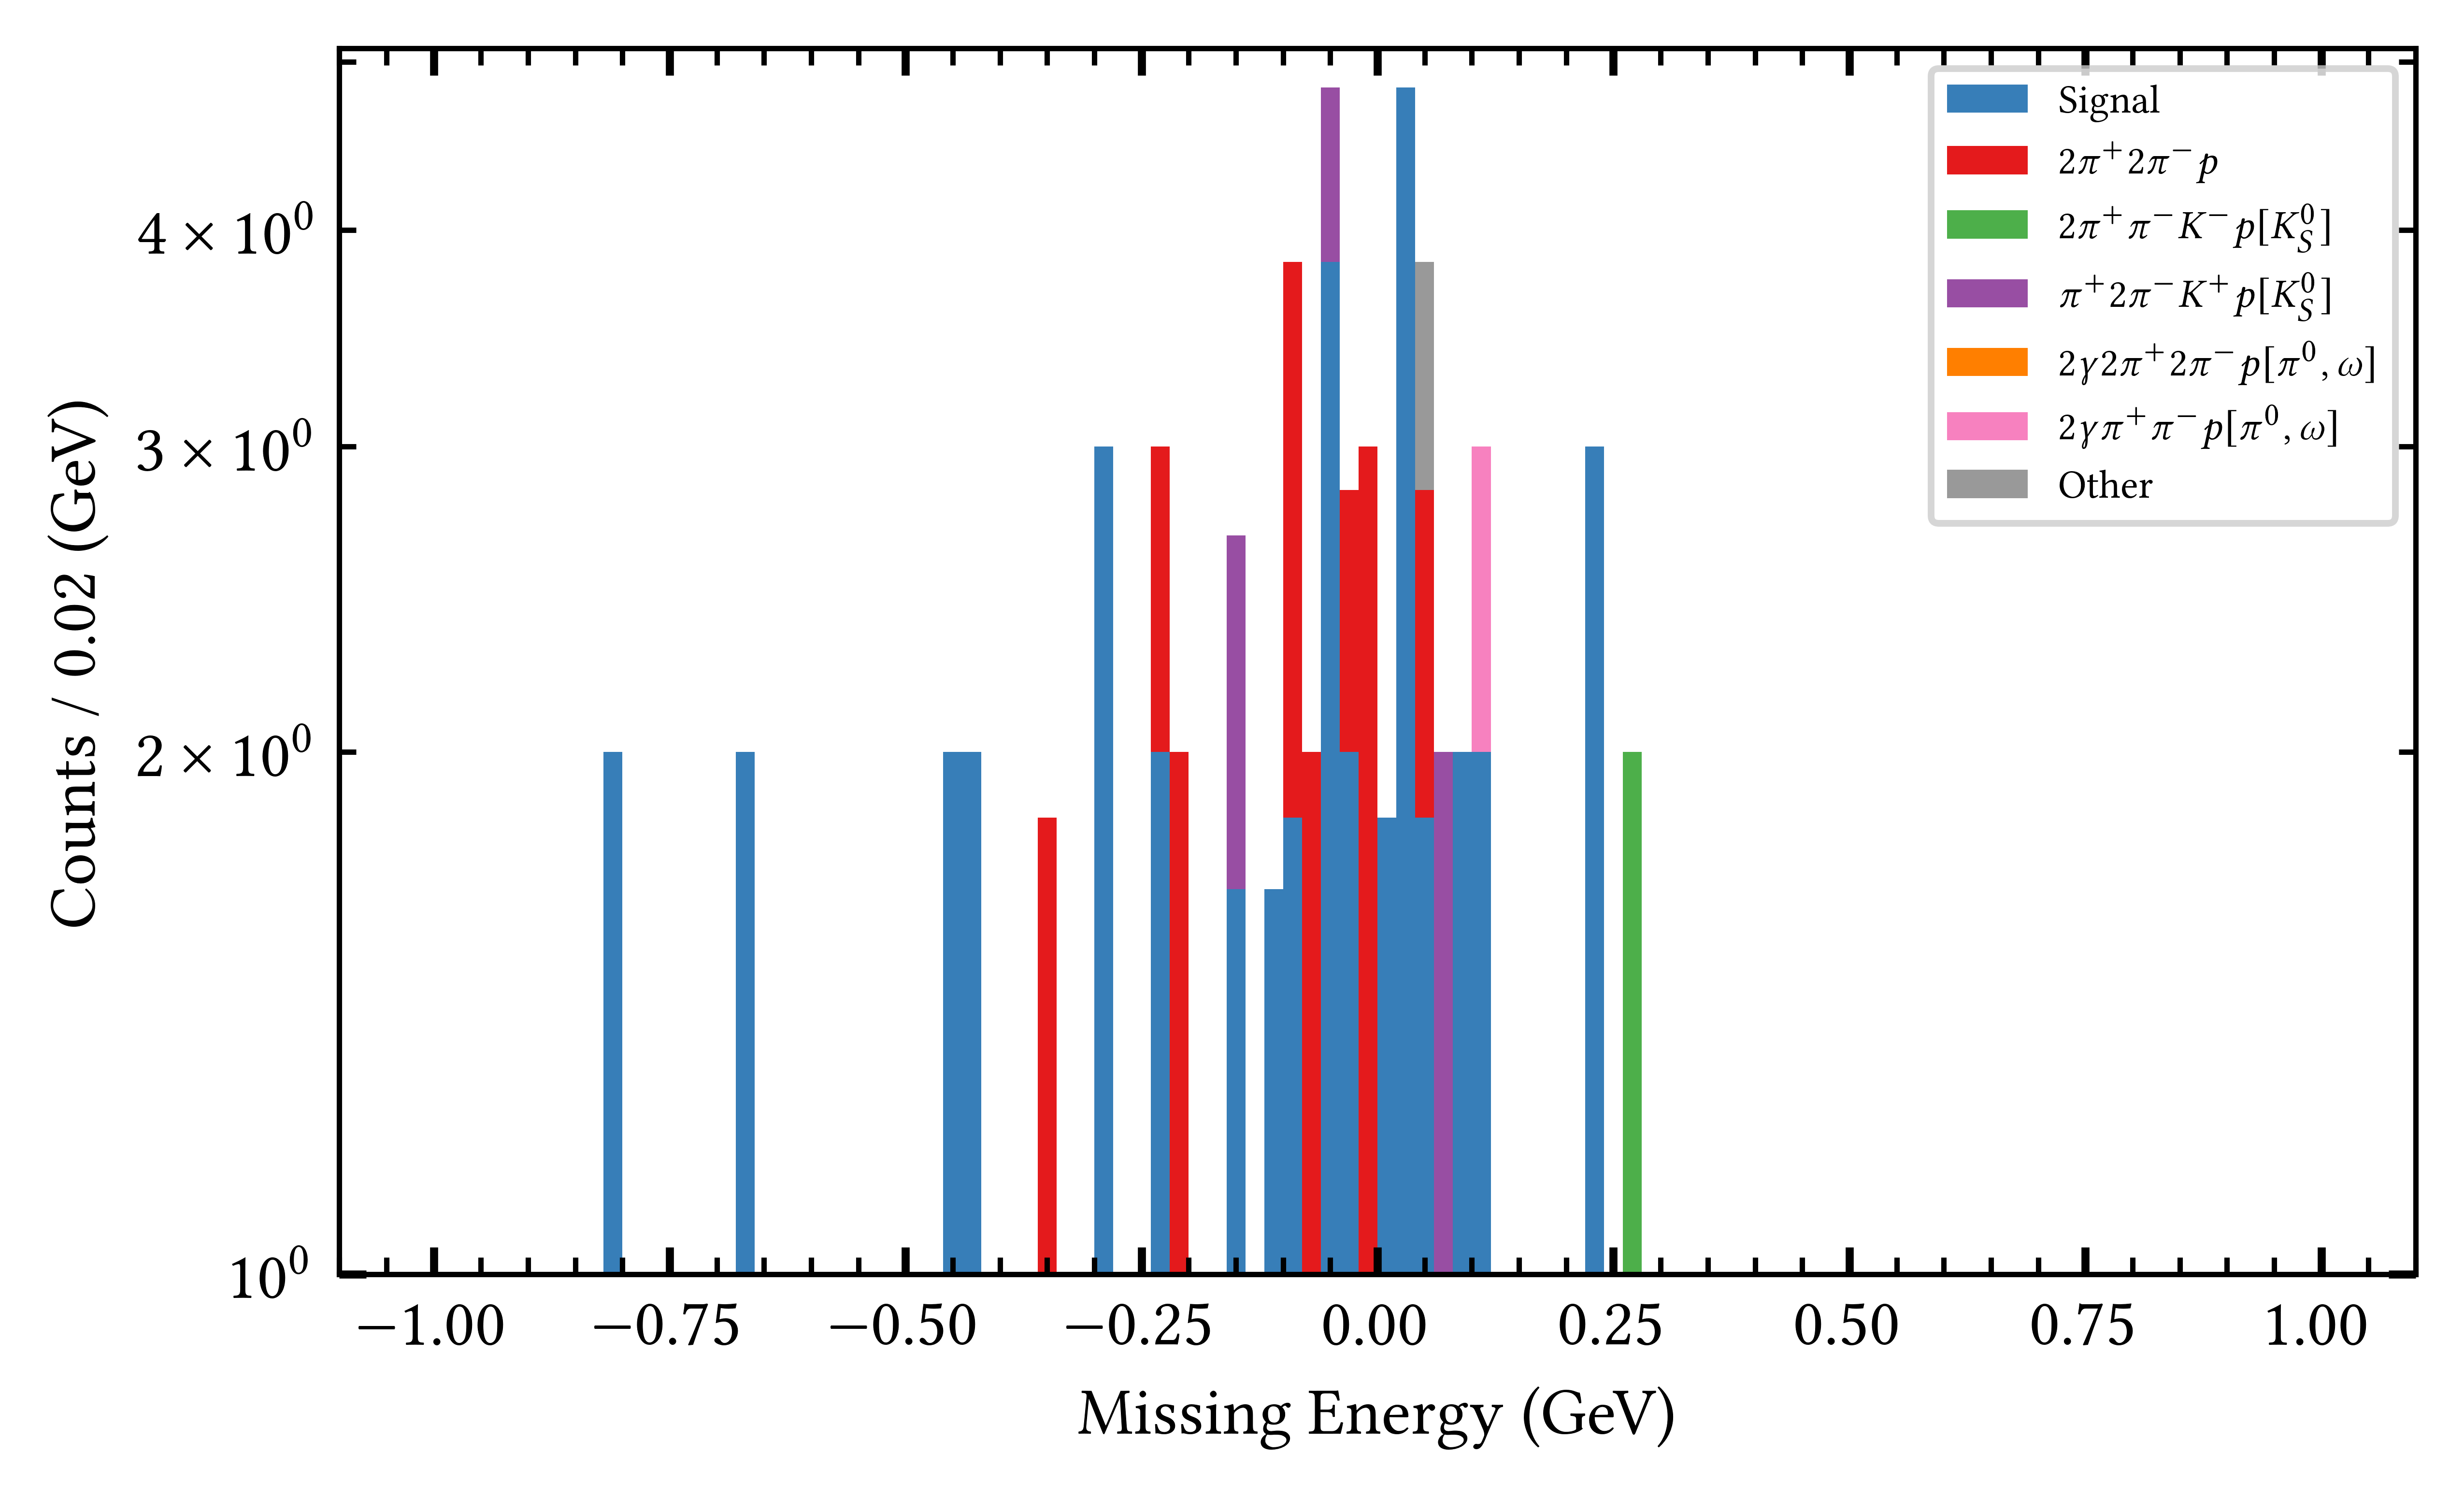 Counts / 0.02 (GeV)
4 × 10⁰
3 × 10⁰
2 × 10⁰
10⁰
Signal
2π⁺2π⁻p
2π⁺π⁻K⁻p[K⁰_S]
π⁺2π⁻K⁺p[K⁰_S]
2γ2π⁺2π⁻p[π⁰, ω]
2γπ⁺π⁻p[π⁰, ω]
Other
−1.00 −0.75 −0.50 −0.25 0.00 0.25 0.50 0.75 1.00
Missing Energy (GeV)